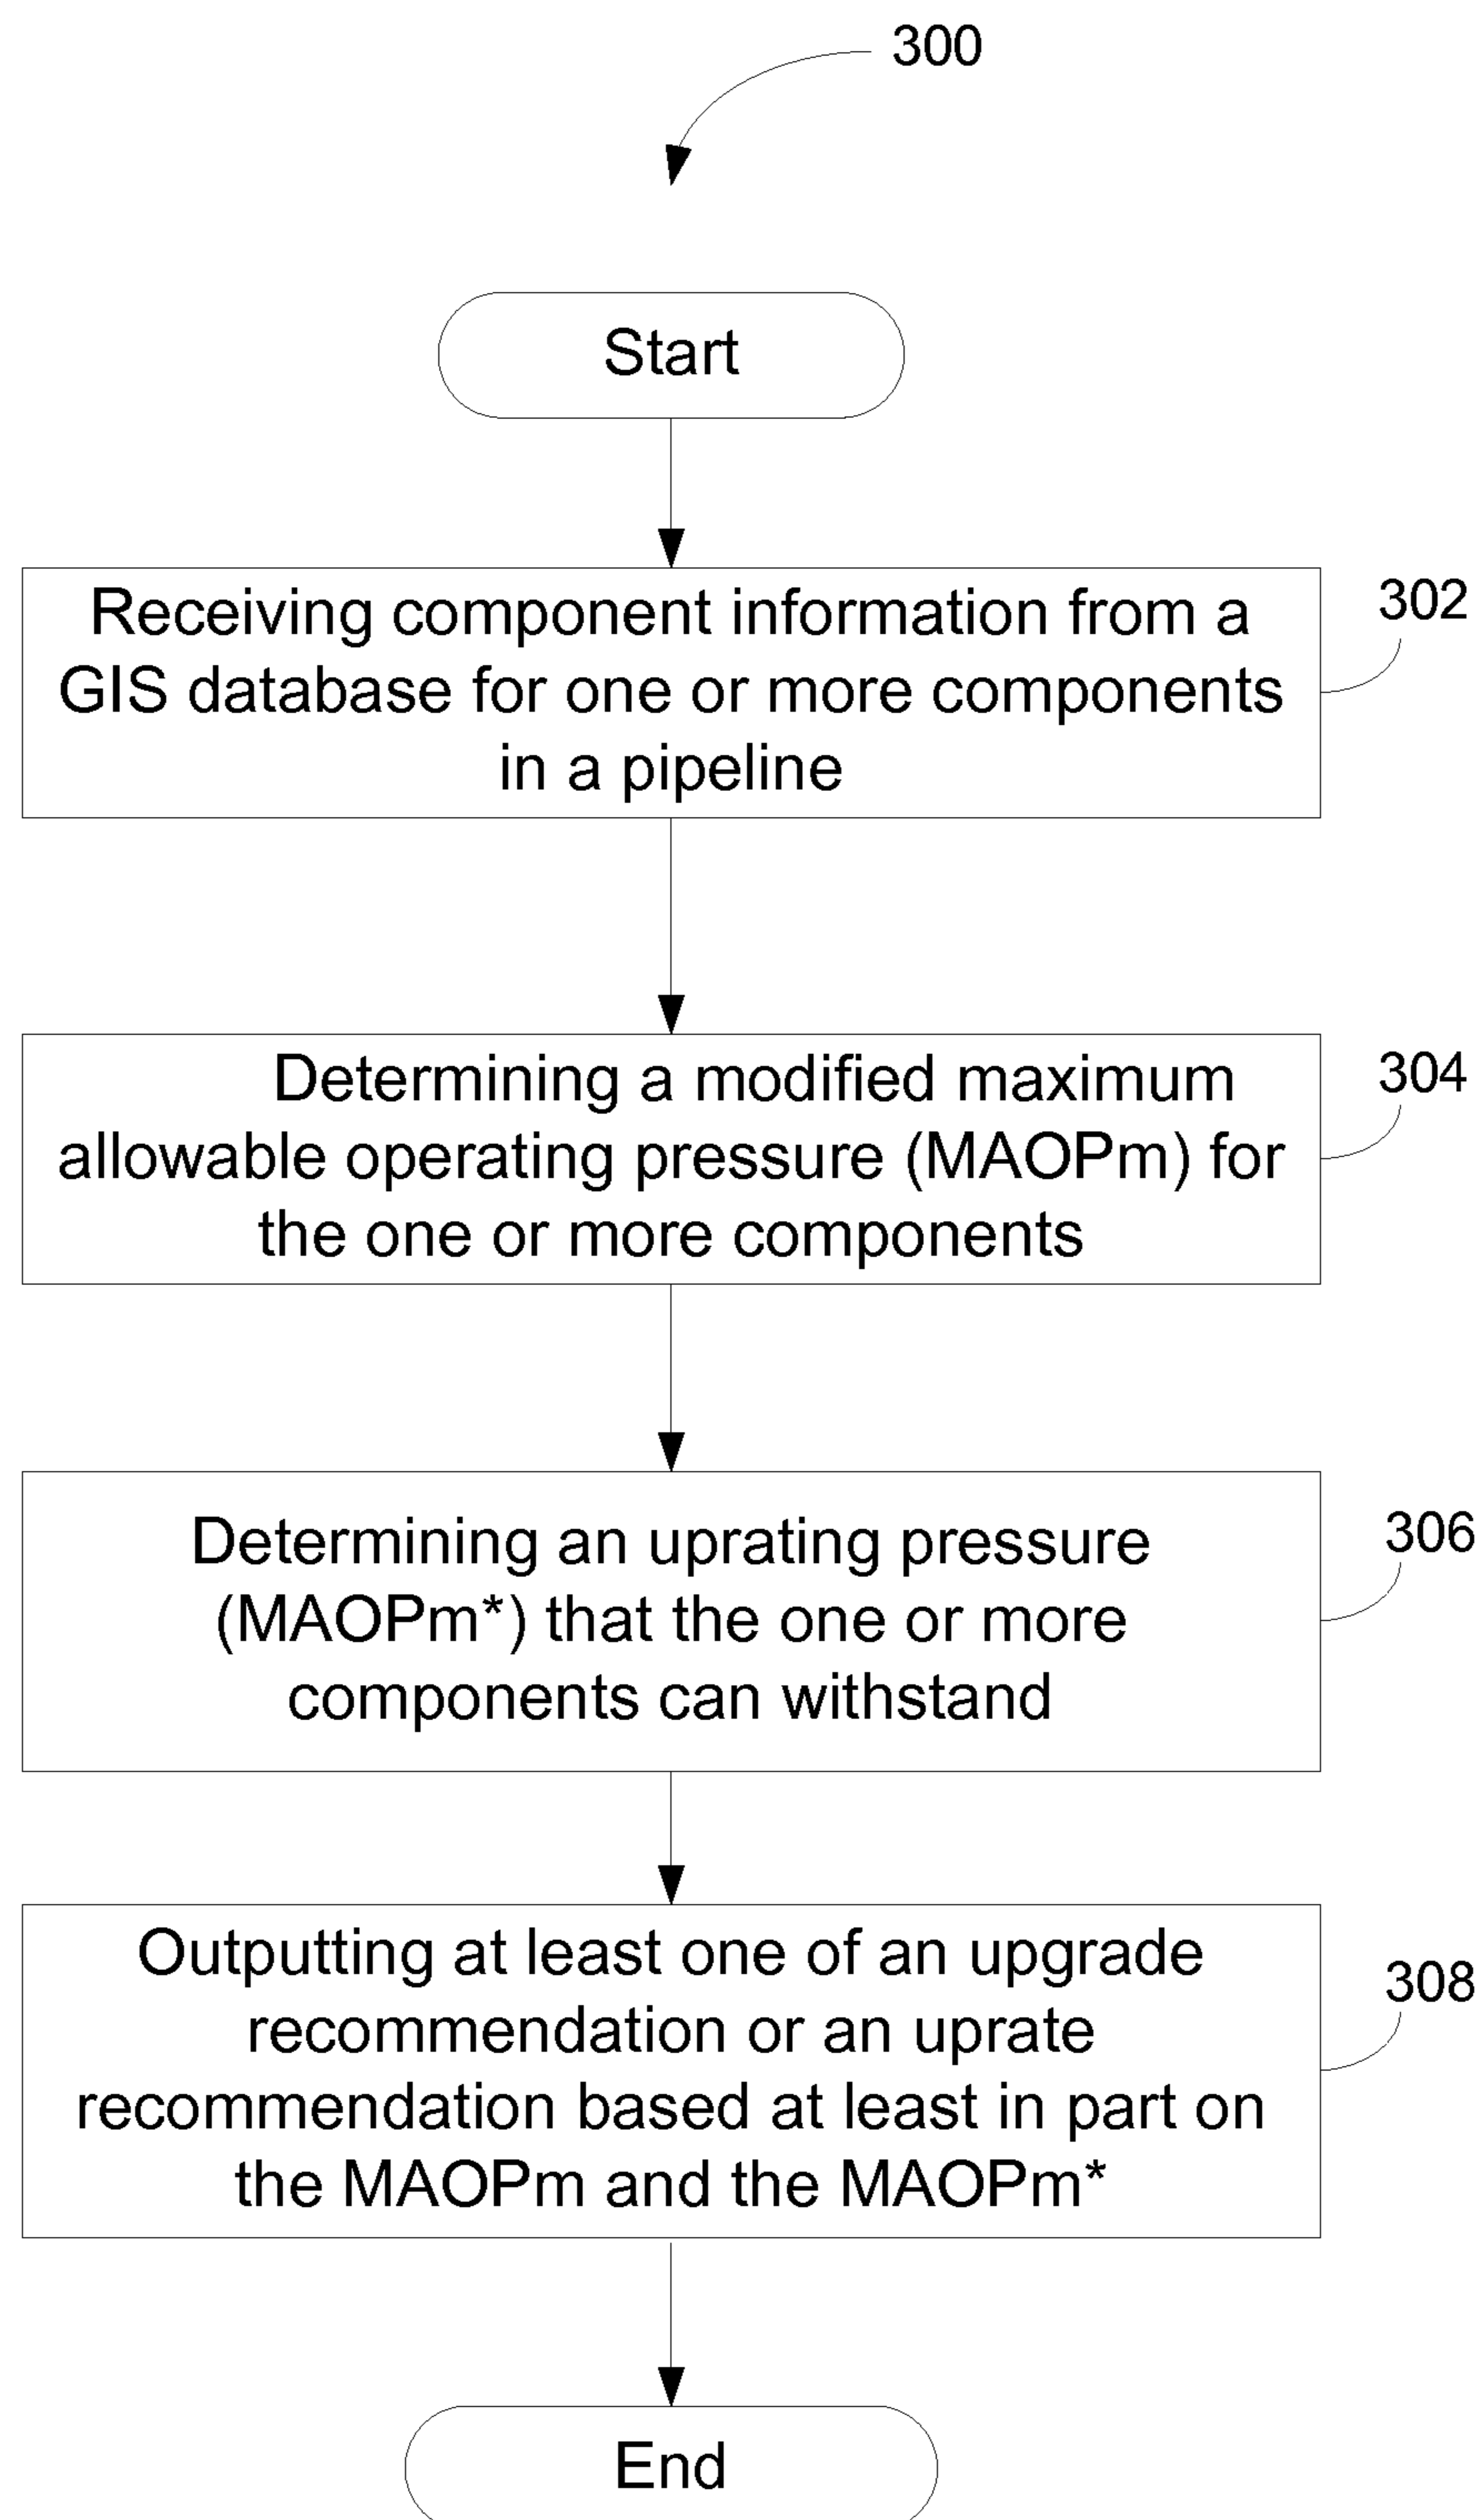 300
Start
Receiving component information from a
GIS database for one or more components
in a pipeline
302
Determining a modified maximum
allowable operating pressure (MAOPm) for
the one or more components
304
Determining an uprating pressure
(MAOPm*) that the one or more
components can withstand
306
Outputting at least one of an upgrade
recommendation or an uprate
recommendation based at least in part on
the MAOPm and the MAOPm*
308
End